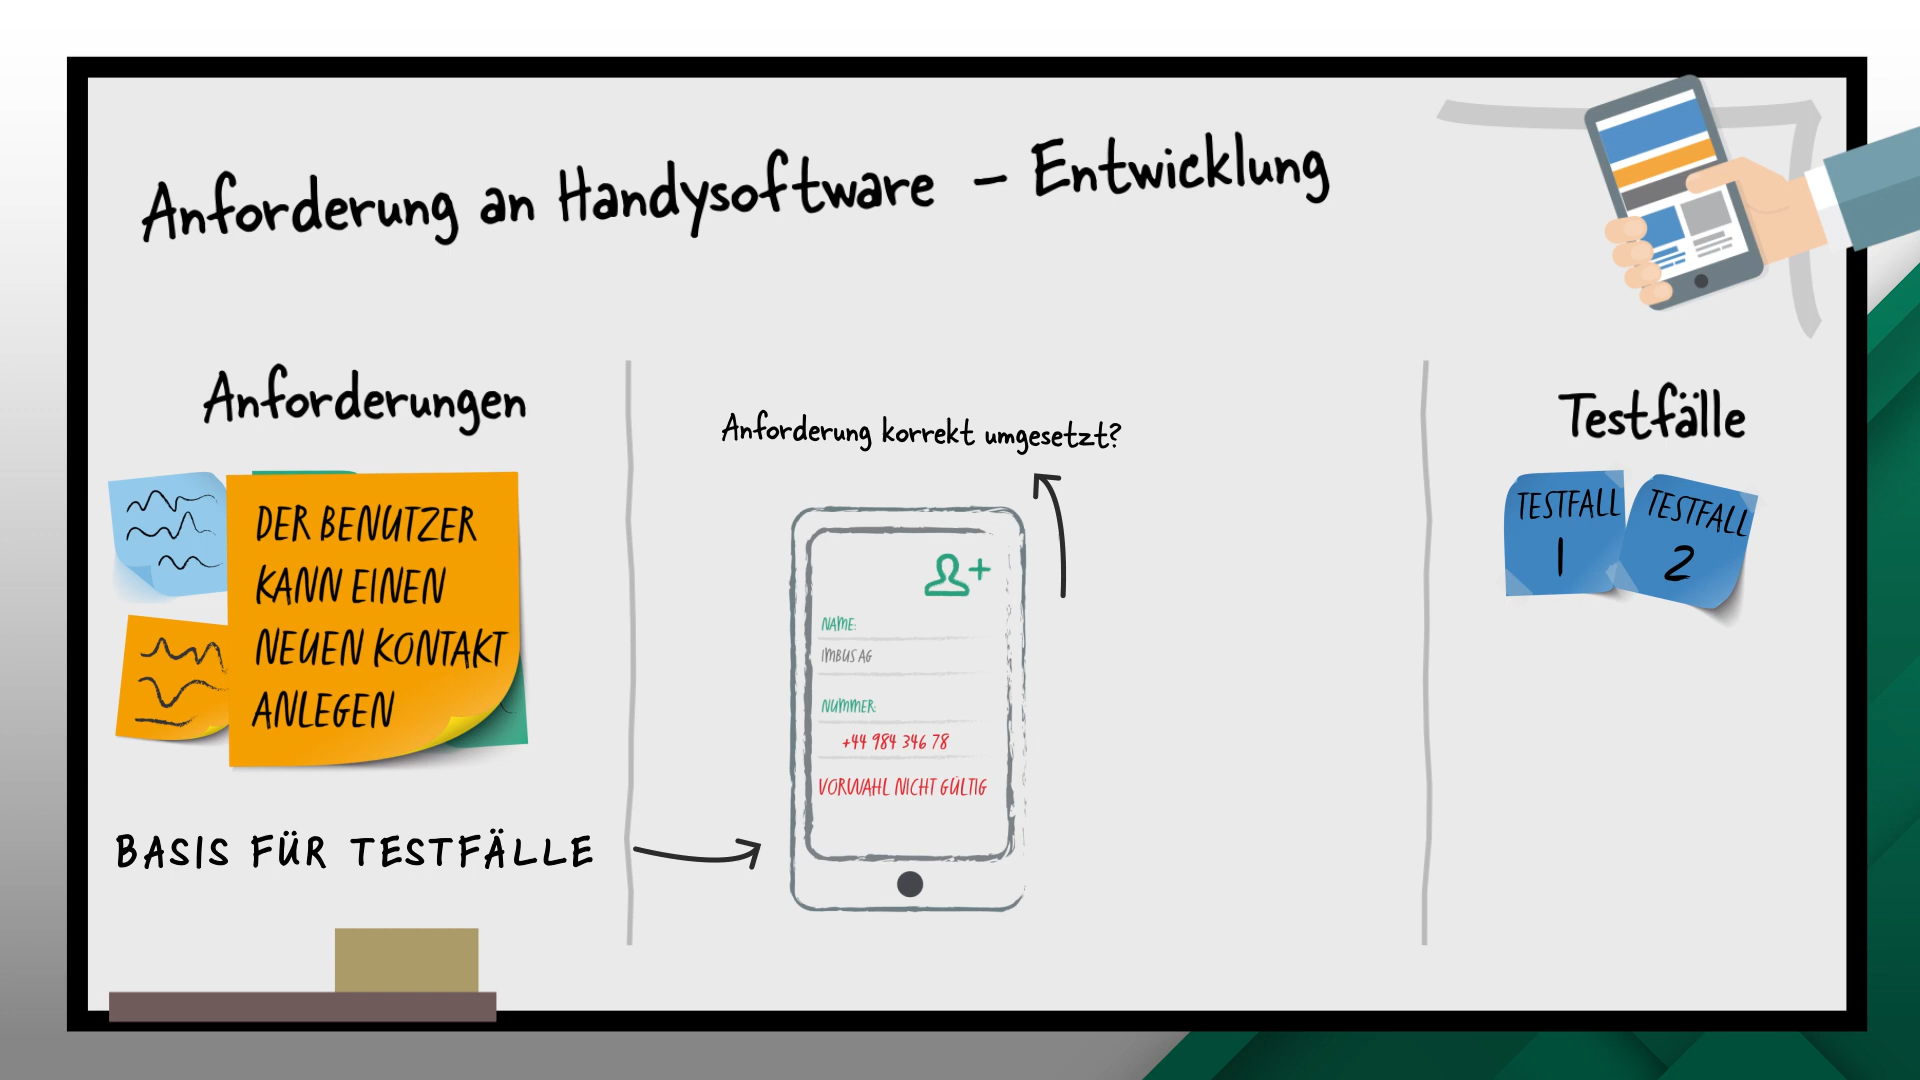 Anforderung an Handysoftware – Entwicklung
Anforderungen
DER BENUTZER
KANN EINEN
NEUEN KONTAKT
ANLEGEN
BASIS FÜR TESTFÄLLE
Anforderung korrekt umgesetzt?
NAME:
IMBUS AG
NUMMER:
+44 984 346 78
VORWAHL NICHT GÜLTIG
Testfälle
TESTFALL
1
TESTFALL
2